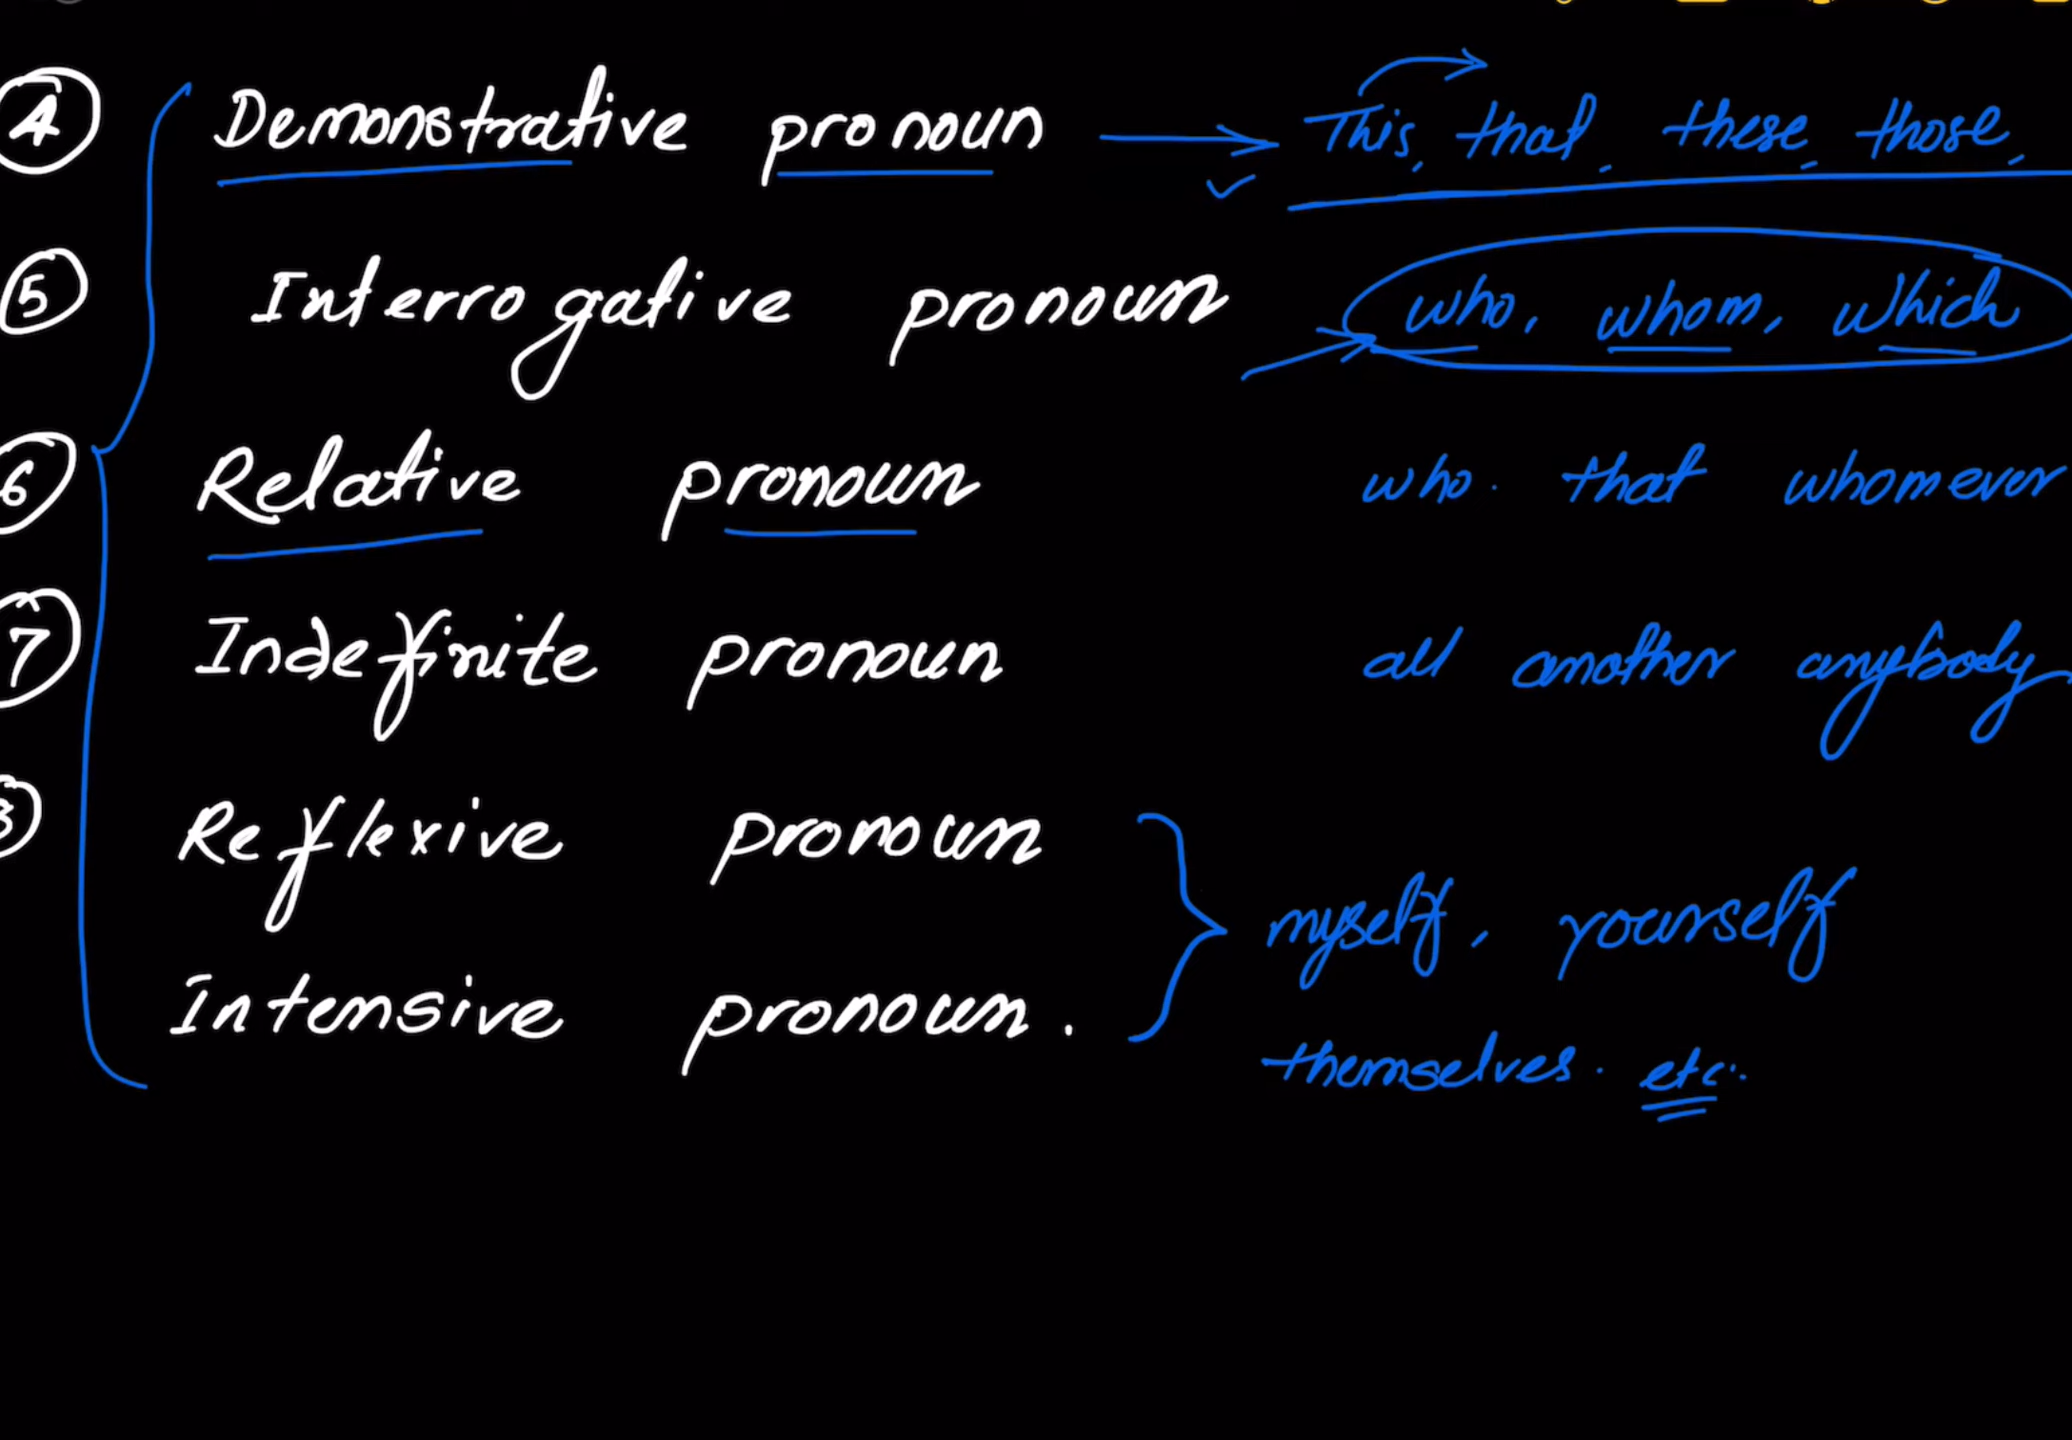 4 Demonstrative pronoun → This, that, these, those,
5 Interrogative pronoun who, whom, which
6 Relative pronoun who. that whomever
7 Indefinite pronoun all another anybody
8 Reflexive pronoun
myself, yourself
Intensive pronoun.
themselves. etc.